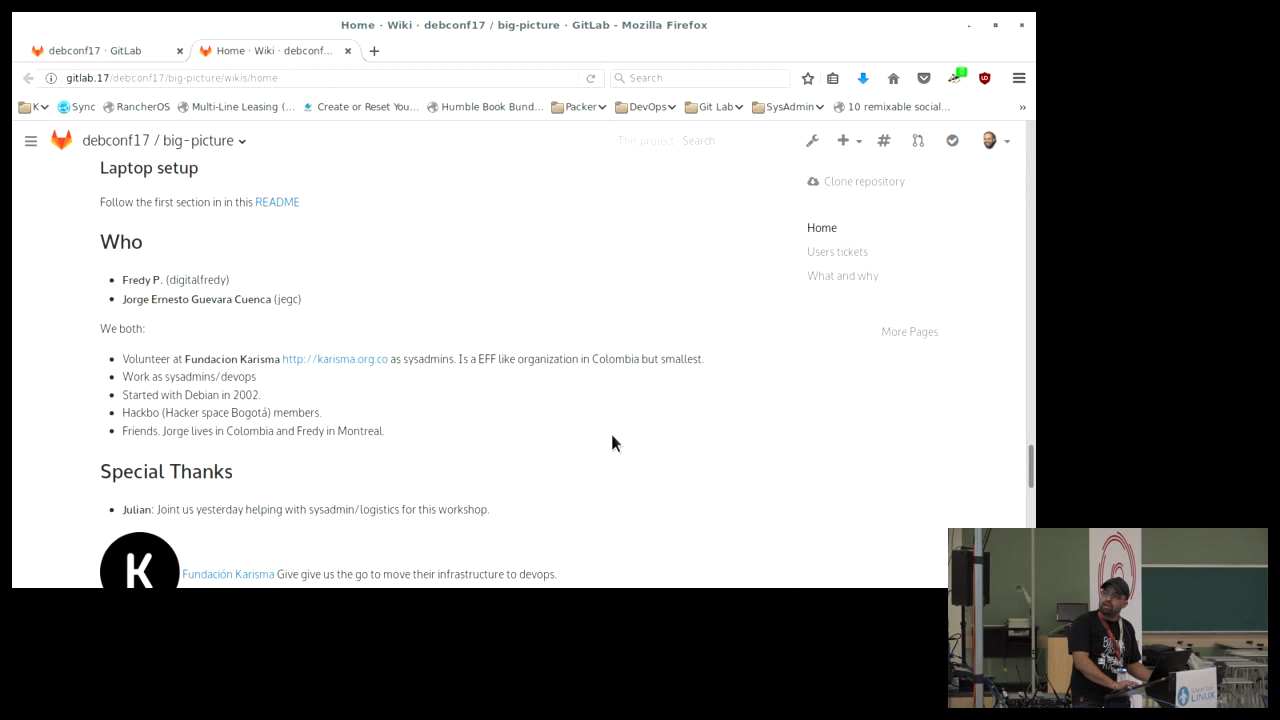 Home · Wiki · debconf17 / big-picture · GitLab - Mozilla Firefox
debconf17 · GitLab
Home · Wiki · debconf...
gitlab.17/debconf17/big-picture/wikis/home
Search
K
Sync
RancherOS
Multi-Line Leasing (...
Create or Reset You...
Humble Book Bund...
Packer
DevOps
Git Lab
SysAdmin
10 remixable social...
debconf17 / big-picture
This project Search
Laptop setup
Follow the first section in in this README
Who
Fredy P. (digitalfredy)
Jorge Ernesto Guevara Cuenca (jegc)
We both:
Volunteer at Fundacion Karisma http://karisma.org.co as sysadmins. Is a EFF like organization in Colombia but smallest.
Work as sysadmins/devops
Started with Debian in 2002.
Hackbo (Hacker space Bogotá) members.
Friends. Jorge lives in Colombia and Fredy in Montreal.
Special Thanks
Julian: Joint us yesterday helping with sysadmin/logistics for this workshop.
K
Fundación Karisma Give give us the go to move their infrastructure to devops.
Clone repository
Home
Users tickets
What and why
More Pages
LINUX